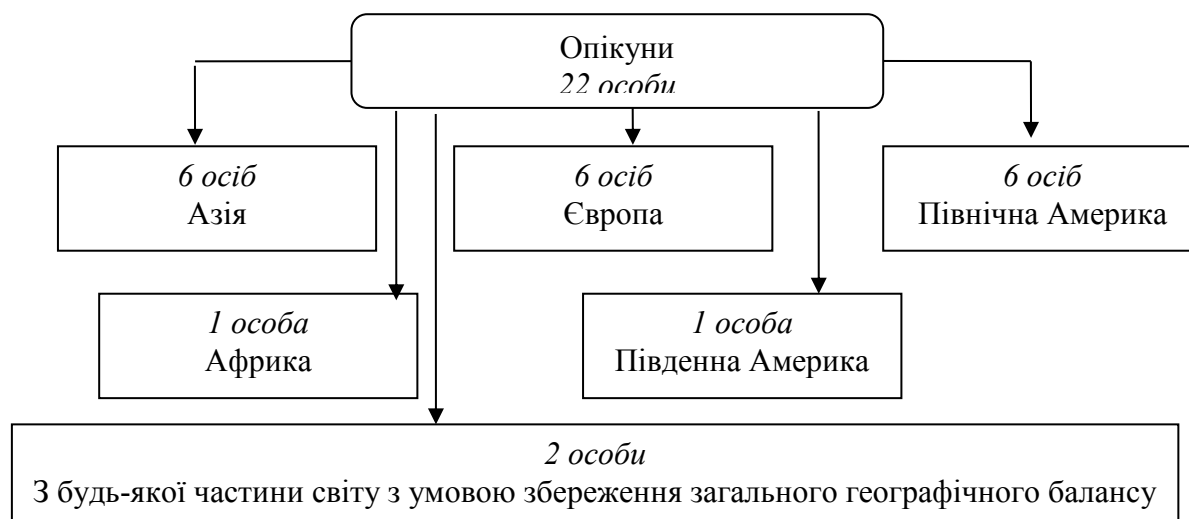 Опікуни
22 особи
6 осіб
Азія
6 осіб
Європа
6 осіб
Північна Америка
1 особа
Африка
1 особа
Південна Америка
2 особи
З будь-якої частини світу з умовою збереження загального географічного балансу